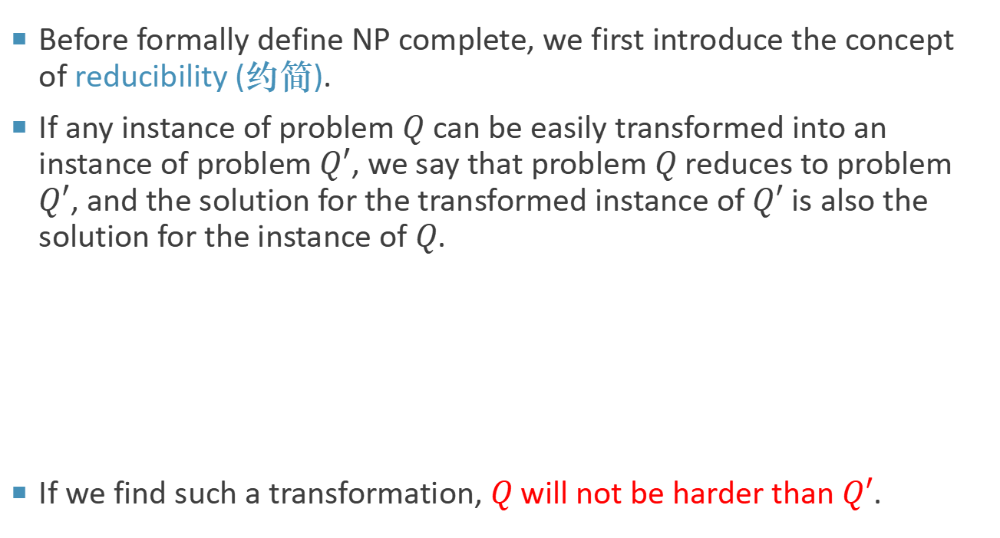 ▪ Before formally define NP complete, we first introduce the concept
of reducibility (约简).
▪ If any instance of problem Q can be easily transformed into an
instance of problem Q′, we say that problem Q reduces to problem
Q′, and the solution for the transformed instance of Q′ is also the
solution for the instance of Q.
▪ If we find such a transformation, Q will not be harder than Q′.